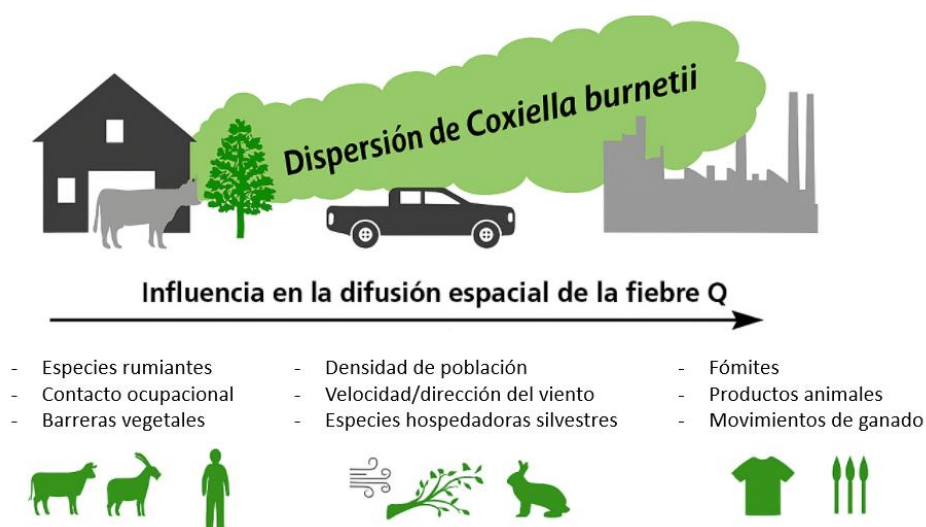 Dispersión de Coxiella burnetii
Influencia en la difusión espacial de la fiebre Q
- Especies rumiantes
- Contacto ocupacional
- Barreras vegetales
- Densidad de población
- Velocidad/dirección del viento
- Especies hospedadoras silvestres
- Fómites
- Productos animales
- Movimientos de ganado